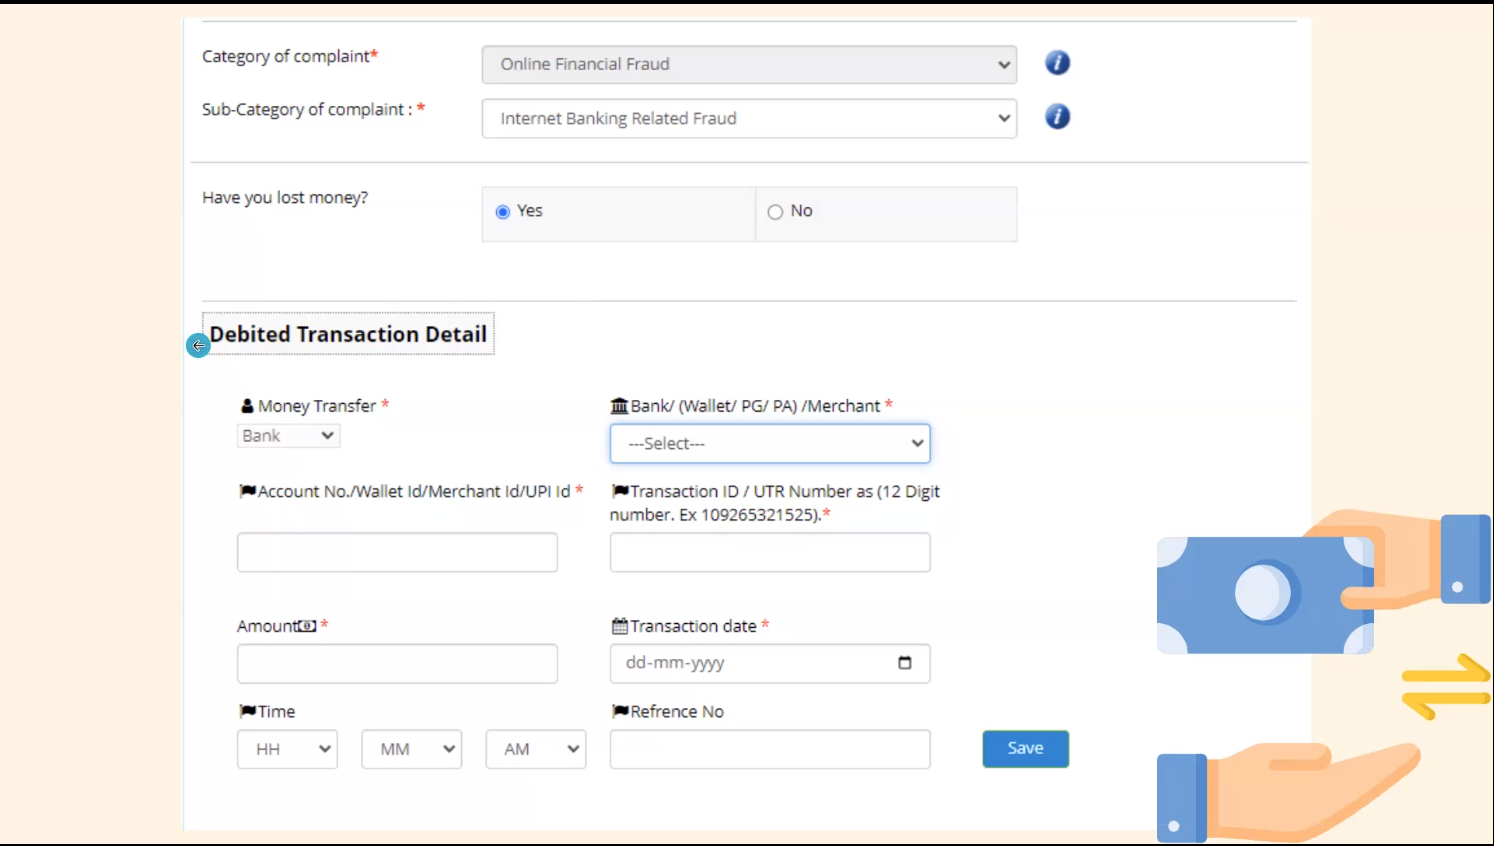 Category of complaint*
Online Financial Fraud
Sub-Category of complaint : *
Internet Banking Related Fraud
Have you lost money?
Yes
No
Debited Transaction Detail
Money Transfer *
Bank
Bank/ (Wallet/ PG/ PA) /Merchant *
---Select---
Account No./Wallet Id/Merchant Id/UPI Id *
Transaction ID / UTR Number as (12 Digit
number. Ex 109265321525).*
Amount *
Transaction date *
dd-mm-yyyy
Time
HH MM AM
Refrence No
Save